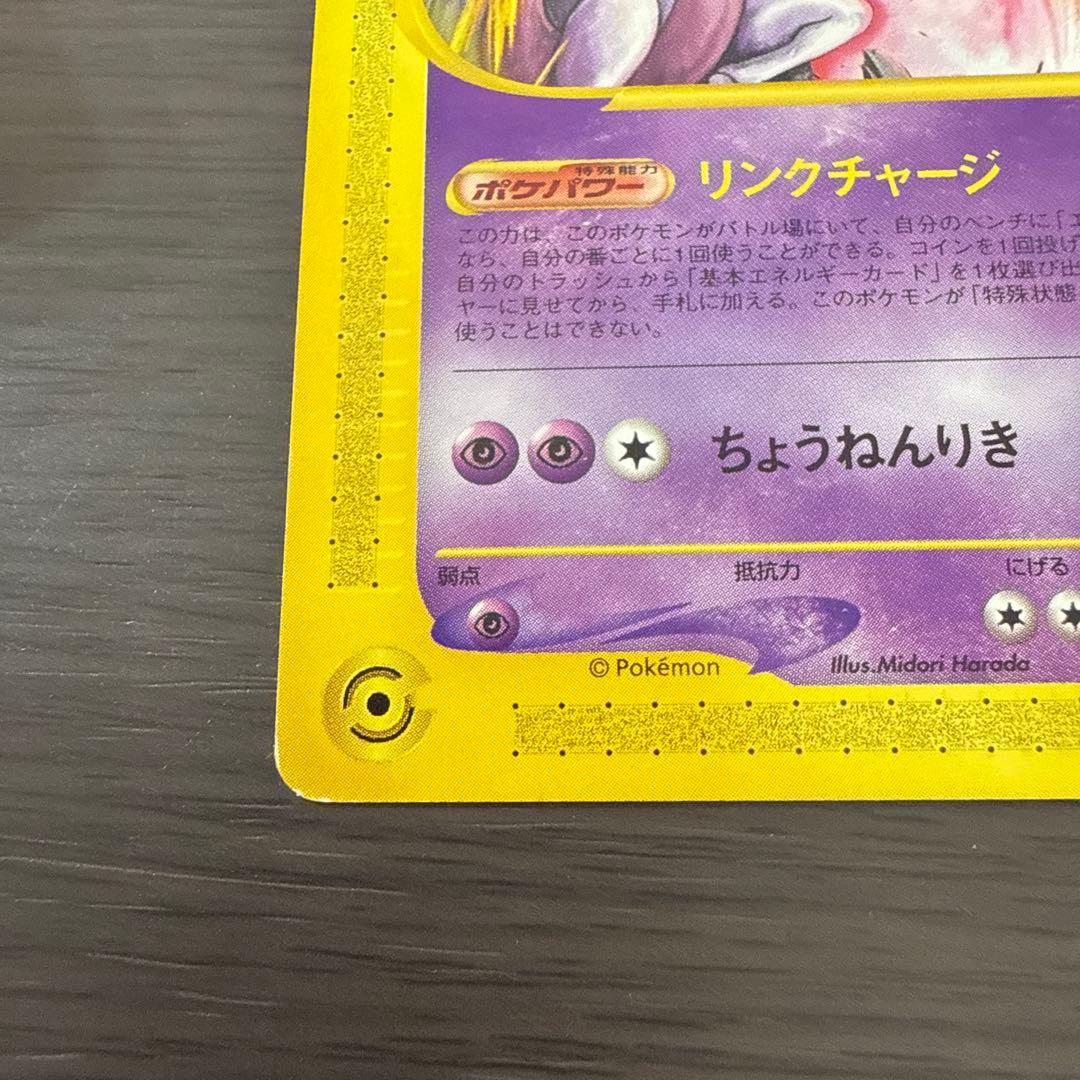 特殊能力
ポケパワー リンクチャージ
この力は、このポケモンがバトル場にいて、自分のベンチに「エ
なら、自分の番ごとに1回使うことができる。コインを1回投げ
自分のトラッシュから「基本エネルギーカード」を1枚選び出
ヤーに見せてから、手札に加える。このポケモンが「特殊状態
使うことはできない。
ちょうねんりき
弱点 抵抗力 にげる
© Pokémon Illus.Midori Harada